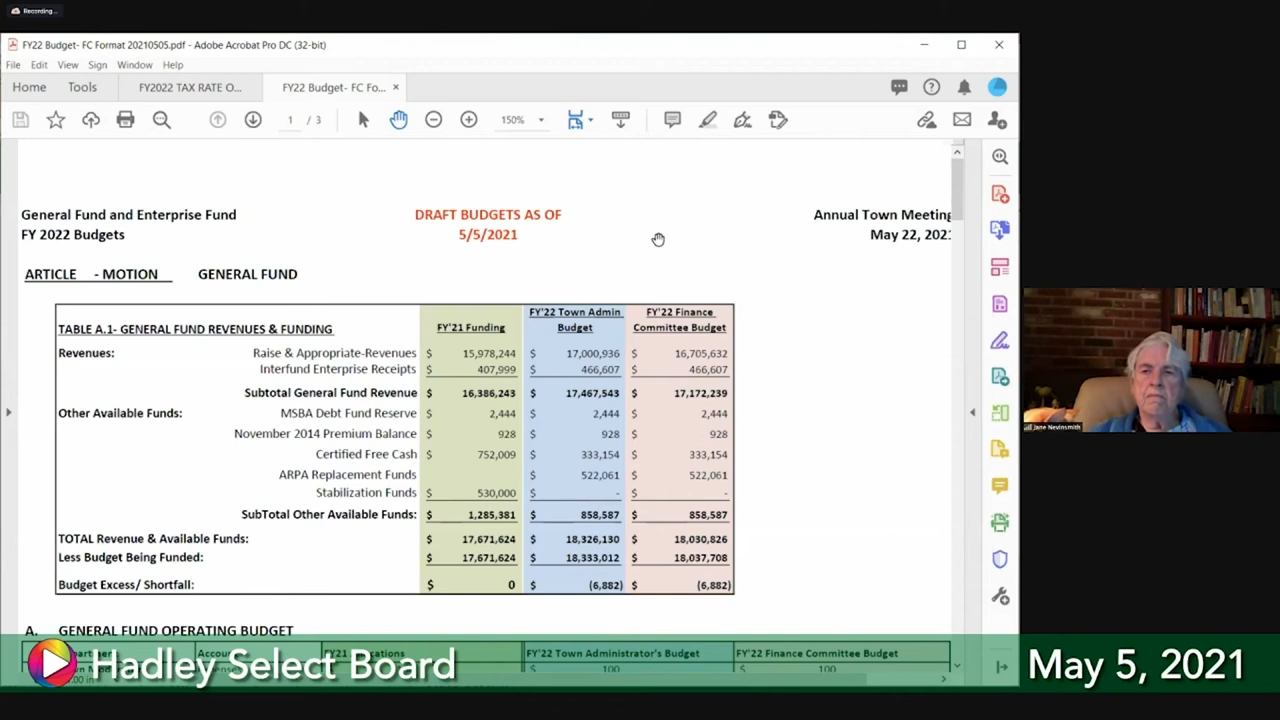 Recording...
FY22 Budget- FC Format 20210505.pdf - Adobe Acrobat Pro DC (32-bit)
File Edit View Sign Window Help
Home Tools FY2022 TAX RATE O... FY22 Budget- FC Fo... ×
1 / 3 150%
General Fund and Enterprise Fund DRAFT BUDGETS AS OF Annual Town Meeting
FY 2022 Budgets 5/5/2021 May 22, 2021
ARTICLE - MOTION GENERAL FUND
TABLE A.1- GENERAL FUND REVENUES & FUNDING FY'21 Funding FY'22 Town Admin Budget FY'22 Finance Committee Budget
Revenues: Raise & Appropriate-Revenues $ 15,978,244 $ 17,000,936 $ 16,705,632
Interfund Enterprise Receipts $ 407,999 $ 466,607 $ 466,607
Subtotal General Fund Revenue $ 16,386,243 $ 17,467,543 $ 17,172,239
Other Available Funds: MSBA Debt Fund Reserve $ 2,444 $ 2,444 $ 2,444
November 2014 Premium Balance $ 928 $ 928 $ 928
Certified Free Cash $ 752,009 $ 333,154 $ 333,154
ARPA Replacement Funds $ 522,061 $ 522,061
Stabilization Funds $ 530,000 $ - $ -
SubTotal Other Available Funds: $ 1,285,381 $ 858,587 $ 858,587
TOTAL Revenue & Available Funds: $ 17,671,624 $ 18,326,130 $ 18,030,826
Less Budget Being Funded: $ 17,671,624 $ 18,333,012 $ 18,037,708
Budget Excess/ Shortfall: $ 0 $ (6,882) $ (6,882)
A. GENERAL FUND OPERATING BUDGET
FY'22 Town Administrator's Budget FY'22 Finance Committee Budget
$ 100 $ 100
Jane Nevinsmith
Hadley Select Board May 5, 2021